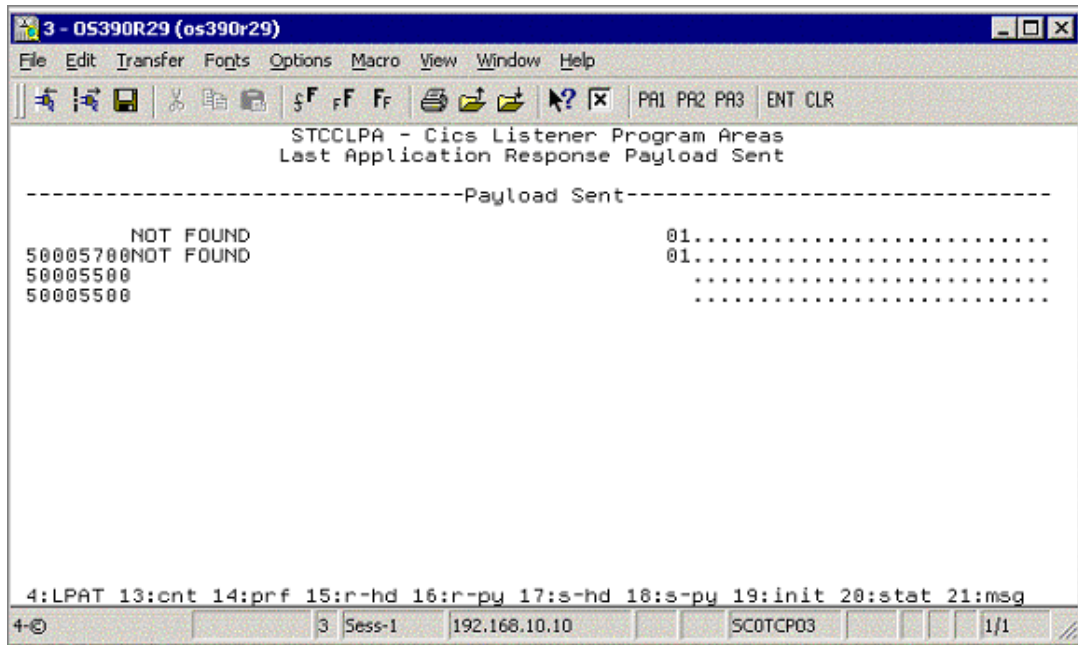 3 - OS390R29 (os390r29)
File Edit Transfer Fonts Options Macro View Window Help
PA1 PA2 PA3 ENT CLR
STCCLPA - Cics Listener Program Areas
Last Application Response Payload Sent
---------------------------------Payload Sent--------------------------------
NOT FOUND 01...........................
50005700NOT FOUND 01...........................
50005500 ...........................
50005500 ...........................
4:LPAT 13:cnt 14:prf 15:r-hd 16:r-py 17:s-hd 18:s-py 19:init 20:stat 21:msg
4-© 3 Sess-1 192.168.10.10 SC0TCP03 1/1